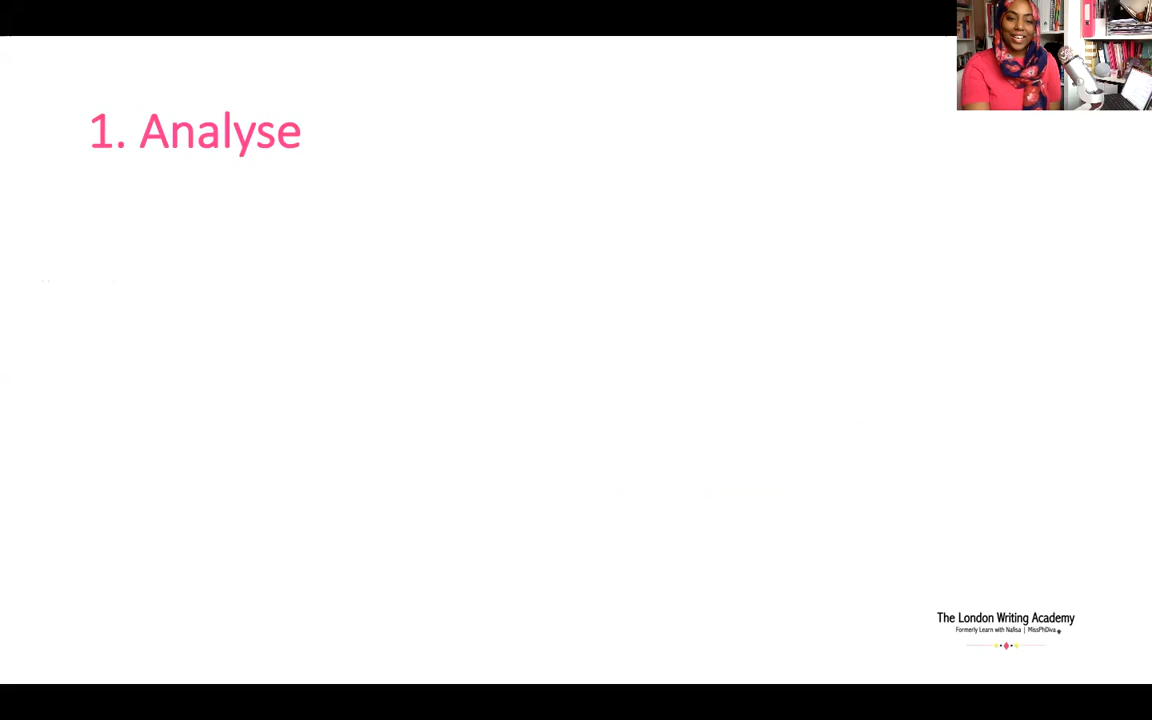 1. Analyse
The London Writing Academy
Formerly Learn with Nafisa | MissPhDiva